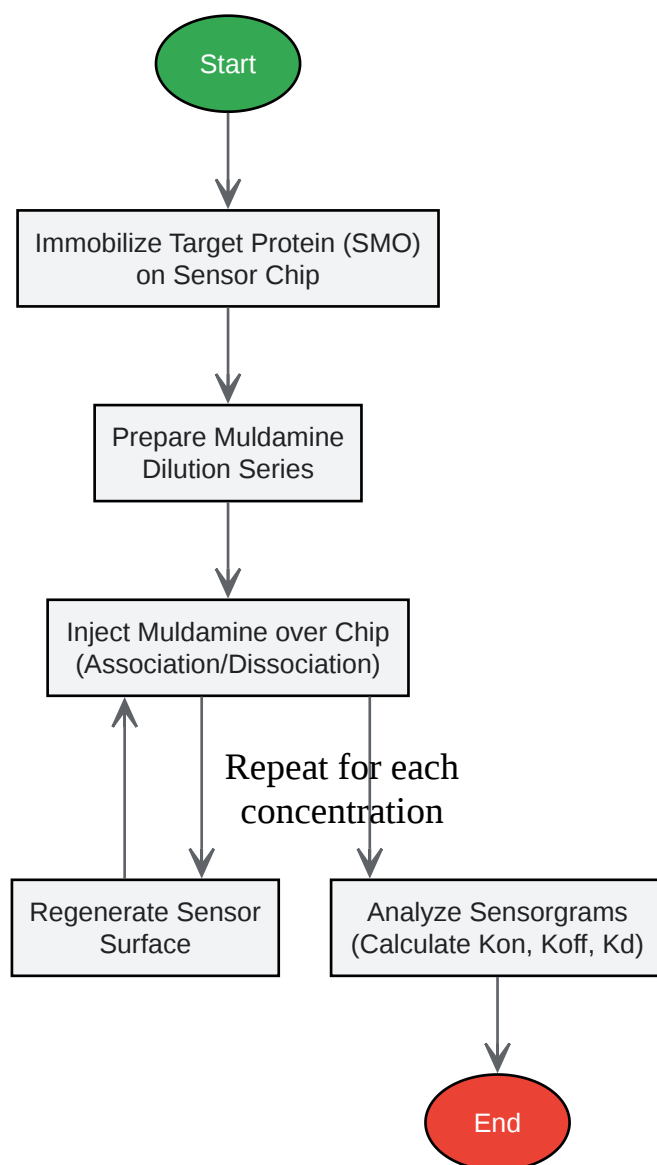 Start
Immobilize Target Protein (SMO)
on Sensor Chip
Prepare Muldamine
Dilution Series
Inject Muldamine over Chip
(Association/Dissociation)
Repeat for each
concentration
Regenerate Sensor
Surface
Analyze Sensorgrams
(Calculate Kon, Koff, Kd)
End